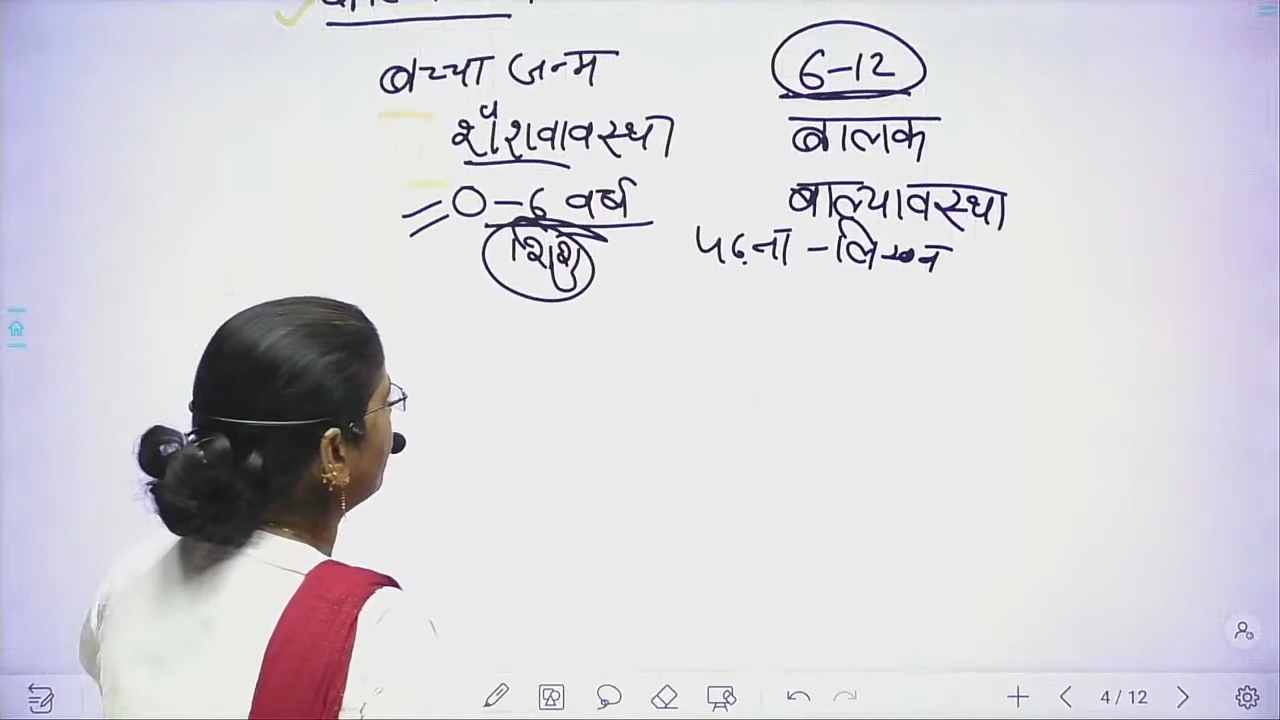 बच्चा जन्म
शैशवावस्था
0-6 वर्ष
शिशु
6-12
बालक
बाल्यावस्था
पढ़ना - लिखन
4/12